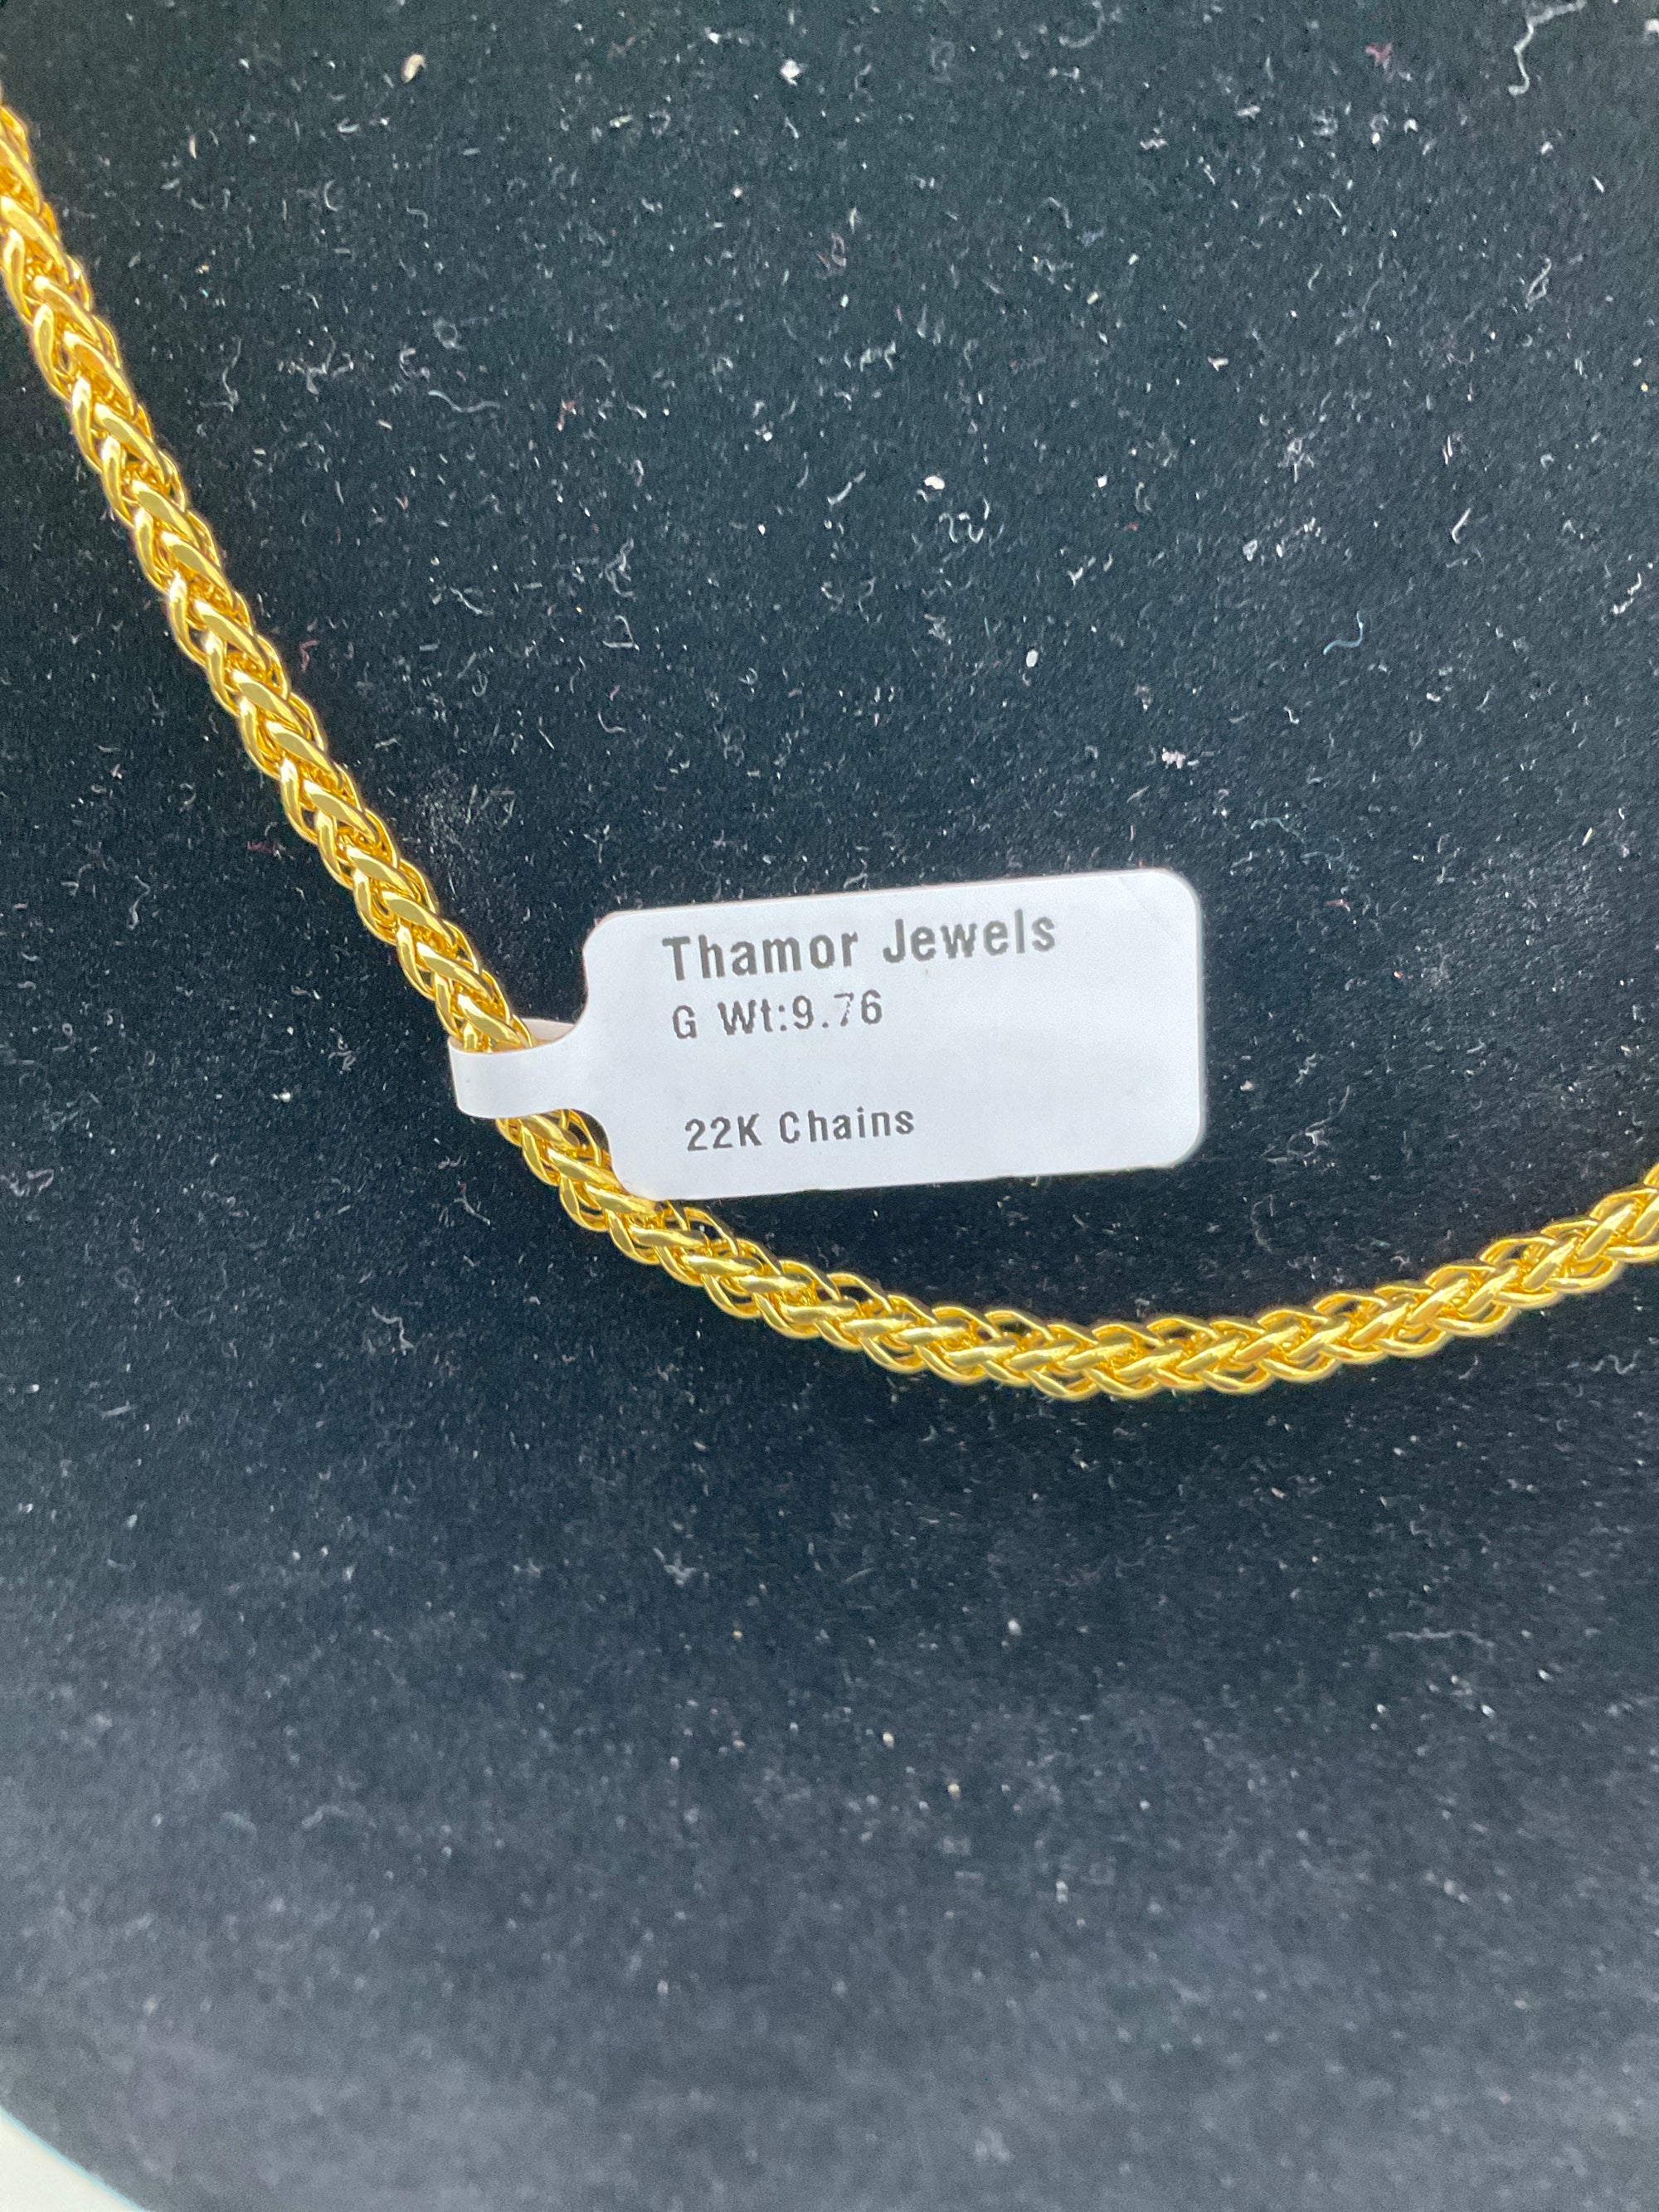 Thamor Jewels
G Wt:9.76
22K Chains